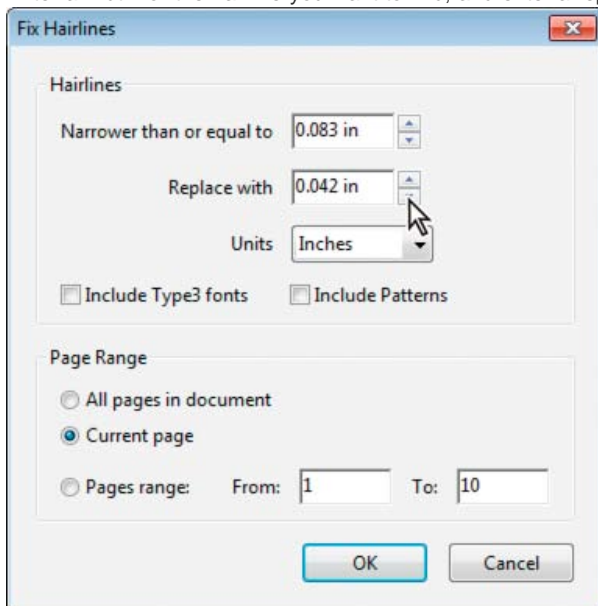 Fix Hairlines
Hairlines
Narrower than or equal to 0.083 in
Replace with 0.042 in
Units Inches
Include Type3 fonts Include Patterns
Page Range
All pages in document
Current page
Pages range: From: 1 To: 10
OK Cancel